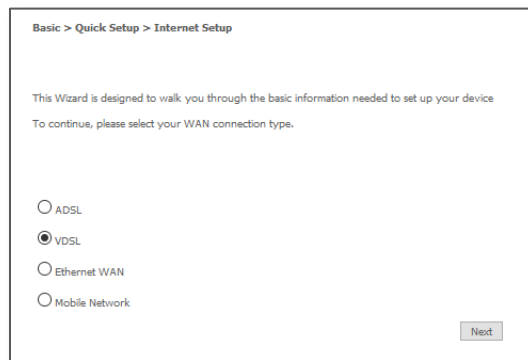 Basic > Quick Setup > Internet Setup
This Wizard is designed to walk you through the basic information needed to set up your device
To continue, please select your WAN connection type.
ADSL
VDSL
Ethernet WAN
Mobile Network
Next